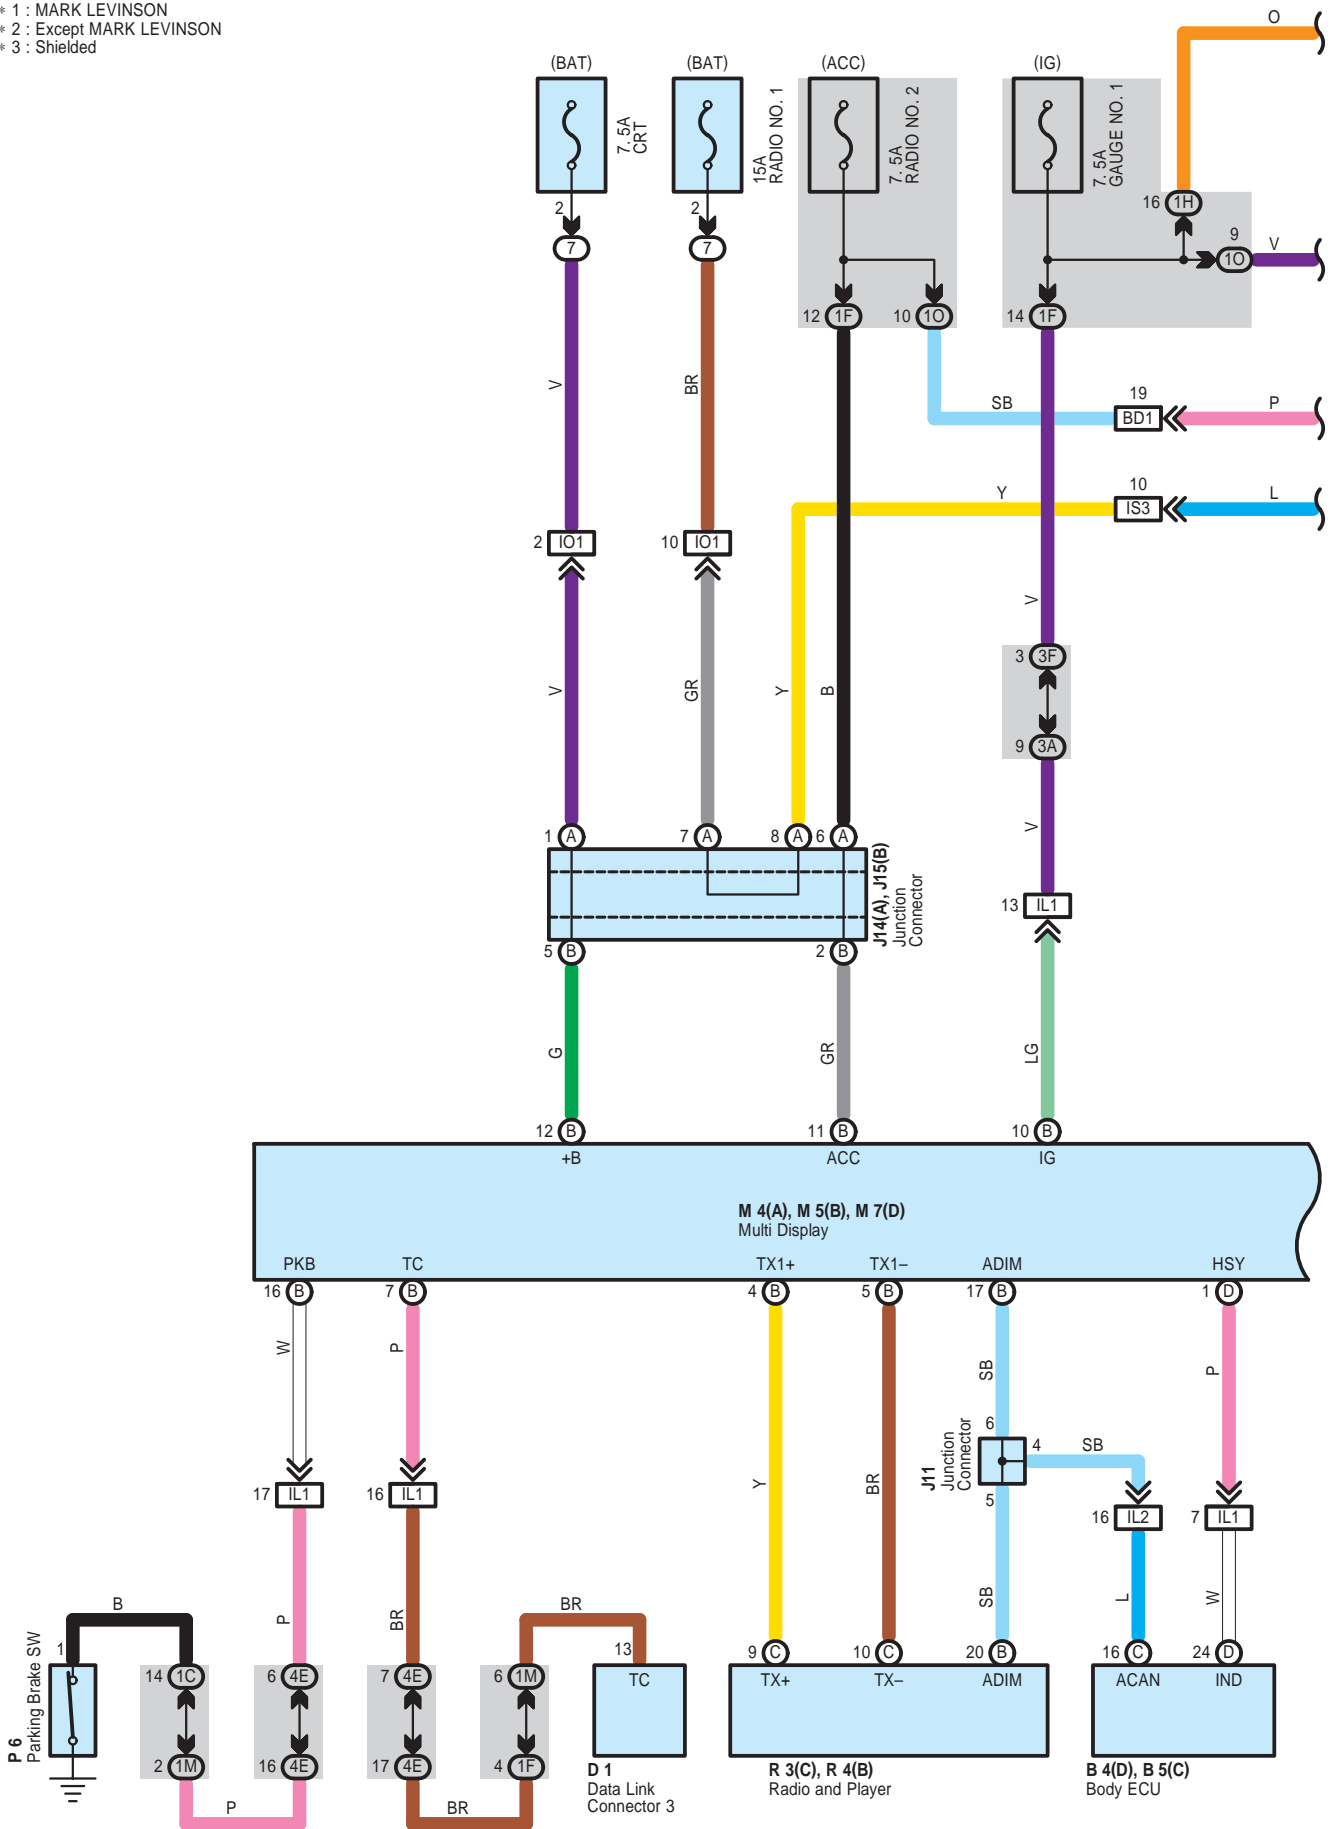 * 1 : MARK LEVINSON
* 2 : Except MARK LEVINSON
* 3 : Shielded
O
(BAT)
(BAT)
(ACC)
(IG)
7. 5A
CRT
15A
RADIO NO. 1
7. 5A
RADIO NO. 2
7. 5A
GAUGE NO. 1
2
2
16 1H
9
7
7
1O
V
12 1F
10 1O
14 1F
V
BR
19
SB
BD1
P
10
Y
IS3
L
2 IO1
10 IO1
V
3 3F
V
GR
Y
B
9 3A
V
1 A
7 A
8 A
6 A
J14(A), J15(B)
Junction
Connector
13 IL1
5 B
2 B
G
GR
LG
12 B
11 B
10 B
+B
ACC
IG
M 4(A), M 5(B), M 7(D)
Multi Display
PKB
TC
TX1+
TX1–
ADIM
HSY
16 B
7 B
4 B
5 B
17 B
1 D
W
P
SB
P
6
J11
Junction
Connector
4
SB
Y
BR
5
17 IL1
16 IL1
16 IL2
7 IL1
P
BR
SB
L
W
B
BR
1
13
9 C
10 C
20 B
16 C
24 D
P 6
Parking Brake SW
14 1C
6 4E
7 4E
6 1M
TC
TX+
TX–
ADIM
ACAN
IND
2 1M
16 4E
17 4E
4 1F
D 1
Data Link
Connector 3
R 3(C), R 4(B)
Radio and Player
B 4(D), B 5(C)
Body ECU
P
BR